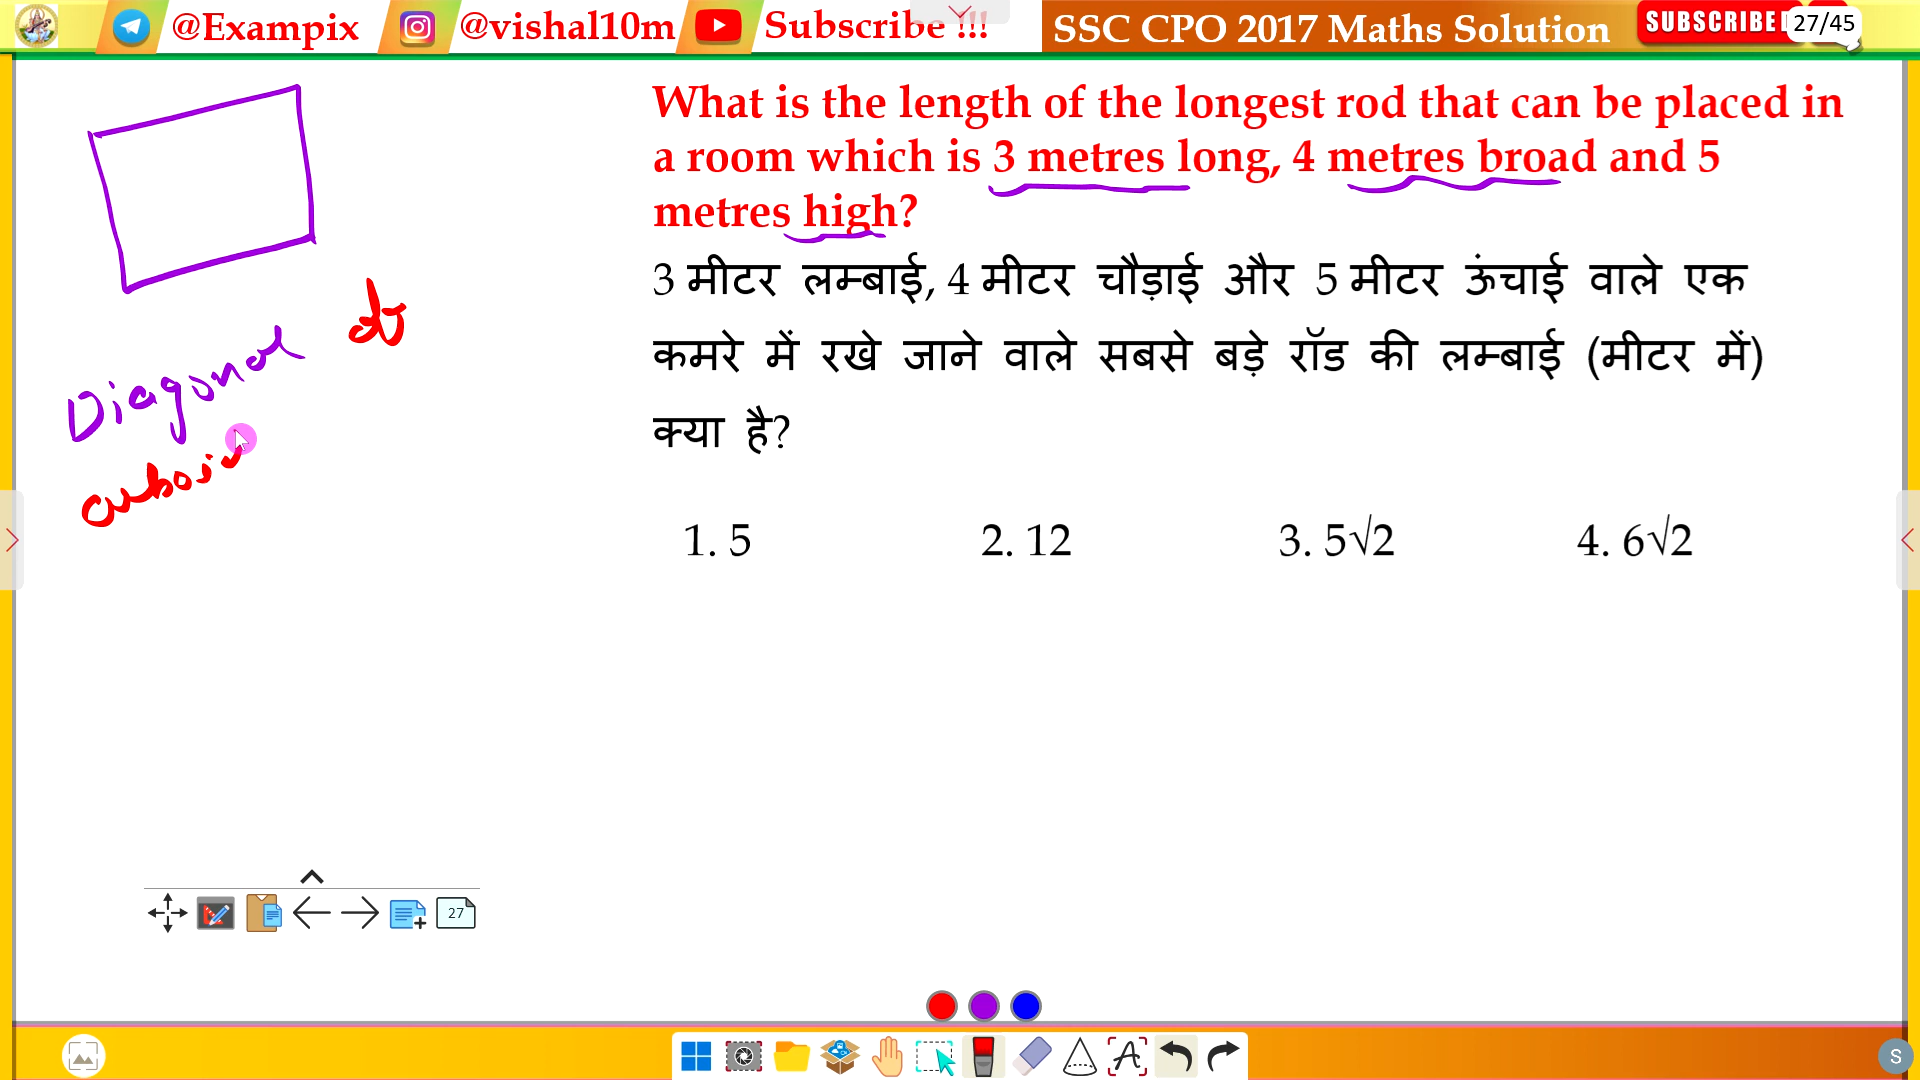 @Exampix @vishal10m Subscribe !!! SSC CPO 2017 Maths Solution SUBSCRIBE 27/45
What is the length of the longest rod that can be placed in
a room which is 3 metres long, 4 metres broad and 5
metres high?
3 मीटर लम्बाई, 4 मीटर चौड़ाई और 5 मीटर ऊंचाई वाले एक
कमरे में रखे जाने वाले सबसे बड़े रॉड की लम्बाई (मीटर में)
क्या है?
1. 5 2. 12 3. 5√2 4. 6√2
Diagonal of
27
S